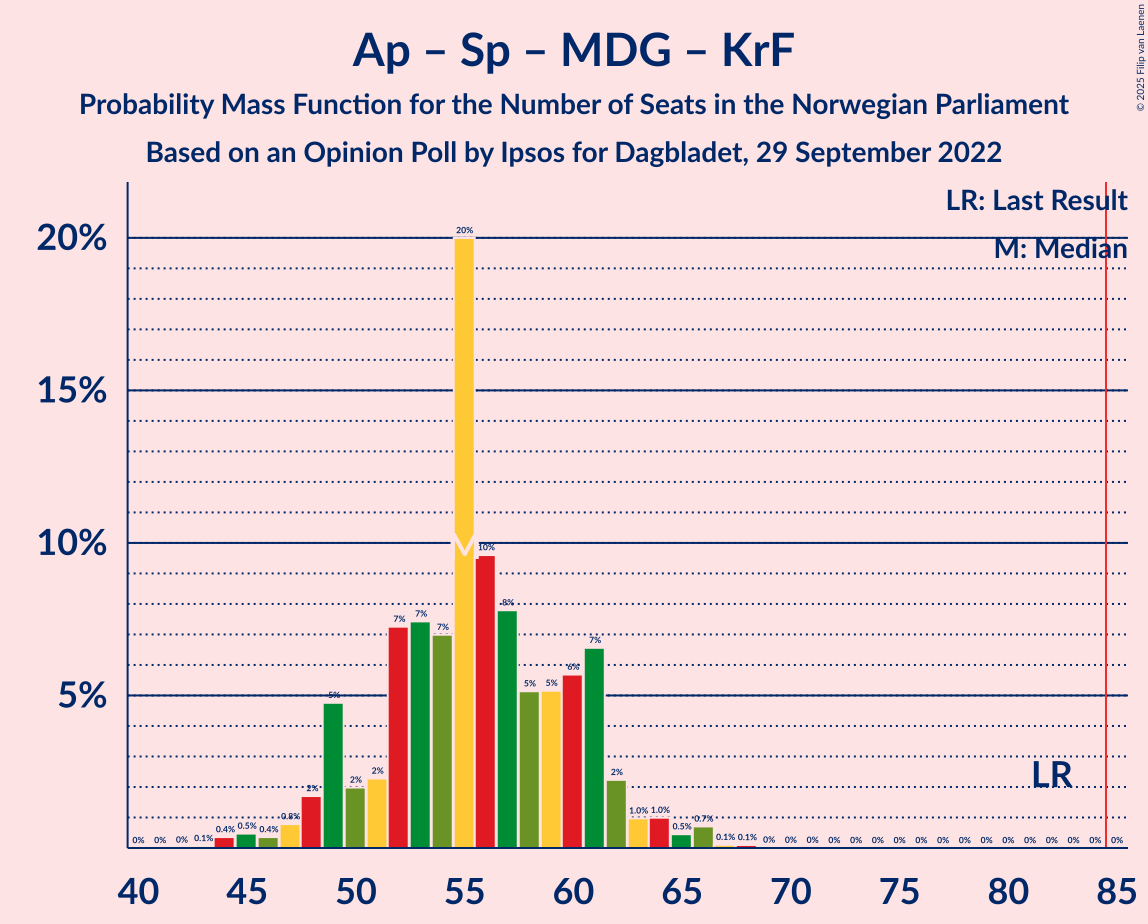 Ap – Sp – MDG – KrF
Probability Mass Function for the Number of Seats in the Norwegian Parliament
Based on an Opinion Poll by Ipsos for Dagbladet, 29 September 2022
© 2025 Filip van Laenen
LR: Last Result
M: Median
20%
15%
10%
5%
0% 0% 0% 0.1% 0.4% 0.5% 0.4% 0.8% 2% 5% 2% 2% 7% 7% 7% 20% 10% 8% 5% 5% 6% 7% 2% 1.0% 1.0% 0.5% 0.7% 0.1% 0.1% 0% 0% 0% 0% 0% 0% 0% 0% 0% 0% 0% 0% 0% 0% 0% 0% 0%
LR
40 45 50 55 60 65 70 75 80 85